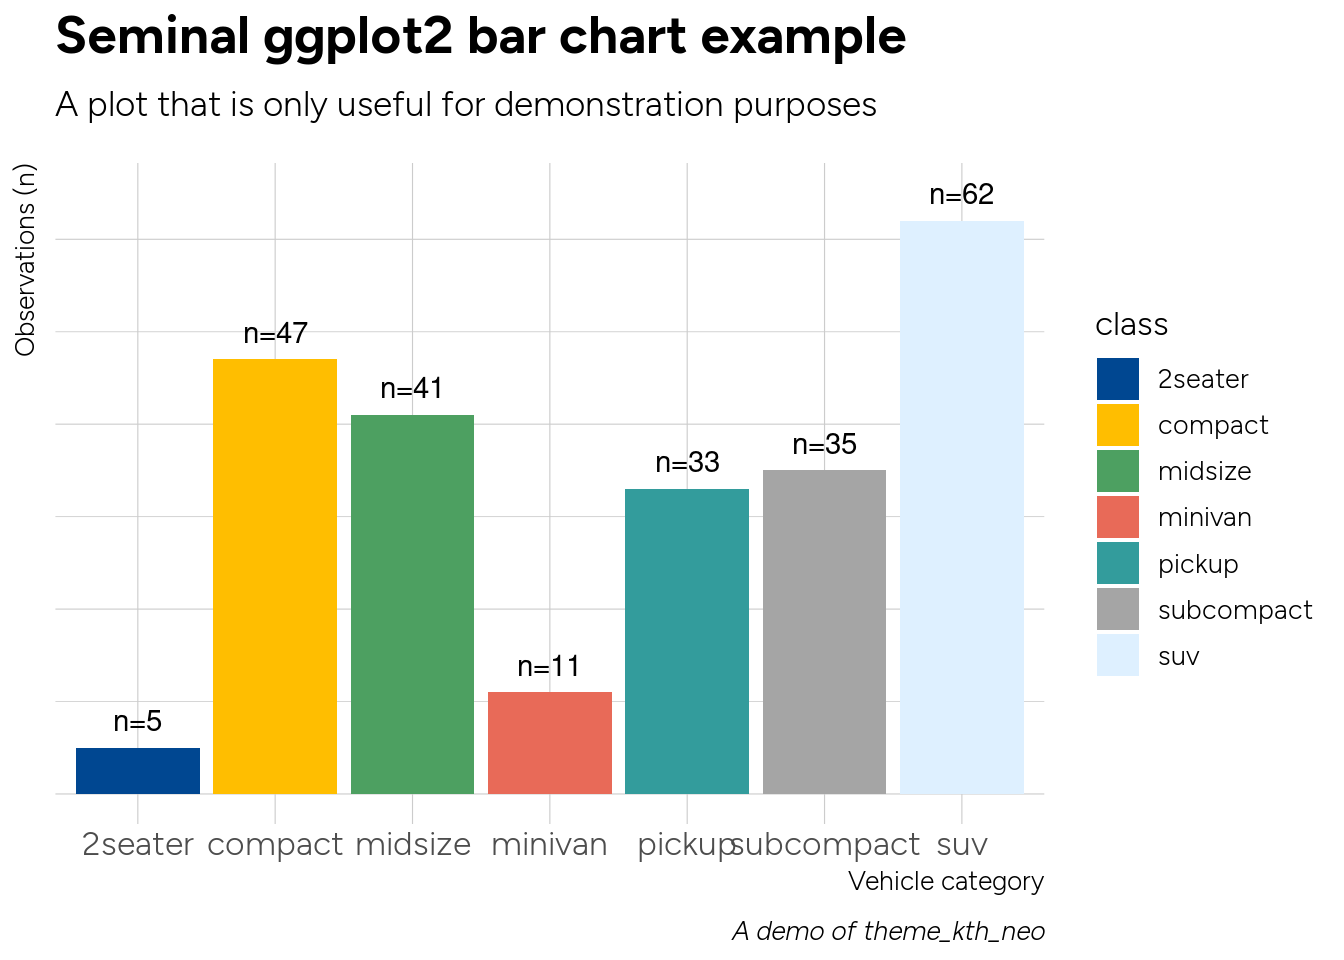 Seminal ggplot2 bar chart example
A plot that is only useful for demonstration purposes
Observations (n)
n=5
n=47
n=41
n=11
n=33
n=35
n=62
2seater compact midsize minivan pickup subcompact suv
Vehicle category
A demo of theme_kth_neo
class
2seater
compact
midsize
minivan
pickup
subcompact
suv